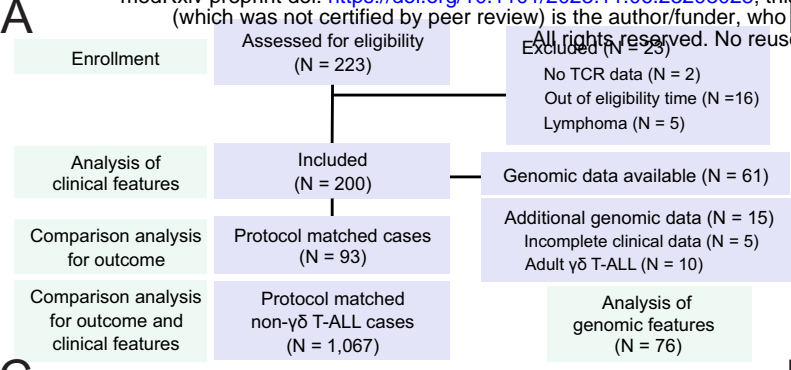 A
(which was not certified by peer review) is the author/funder, who
All rights reserved. No reuse
Enrollment
Assessed for eligibility
(N = 223)
Excluded (N = 23)
No TCR data (N = 2)
Out of eligibility time (N =16)
Lymphoma (N = 5)
Analysis of
clinical features
Included
(N = 200)
Genomic data available (N = 61)
Additional genomic data (N = 15)
Incomplete clinical data (N = 5)
Adult γδ T-ALL (N = 10)
Comparison analysis
for outcome
Protocol matched cases
(N = 93)
Comparison analysis
for outcome and
clinical features
Protocol matched
non-γδ T-ALL cases
(N = 1,067)
Analysis of
genomic features
(N = 76)